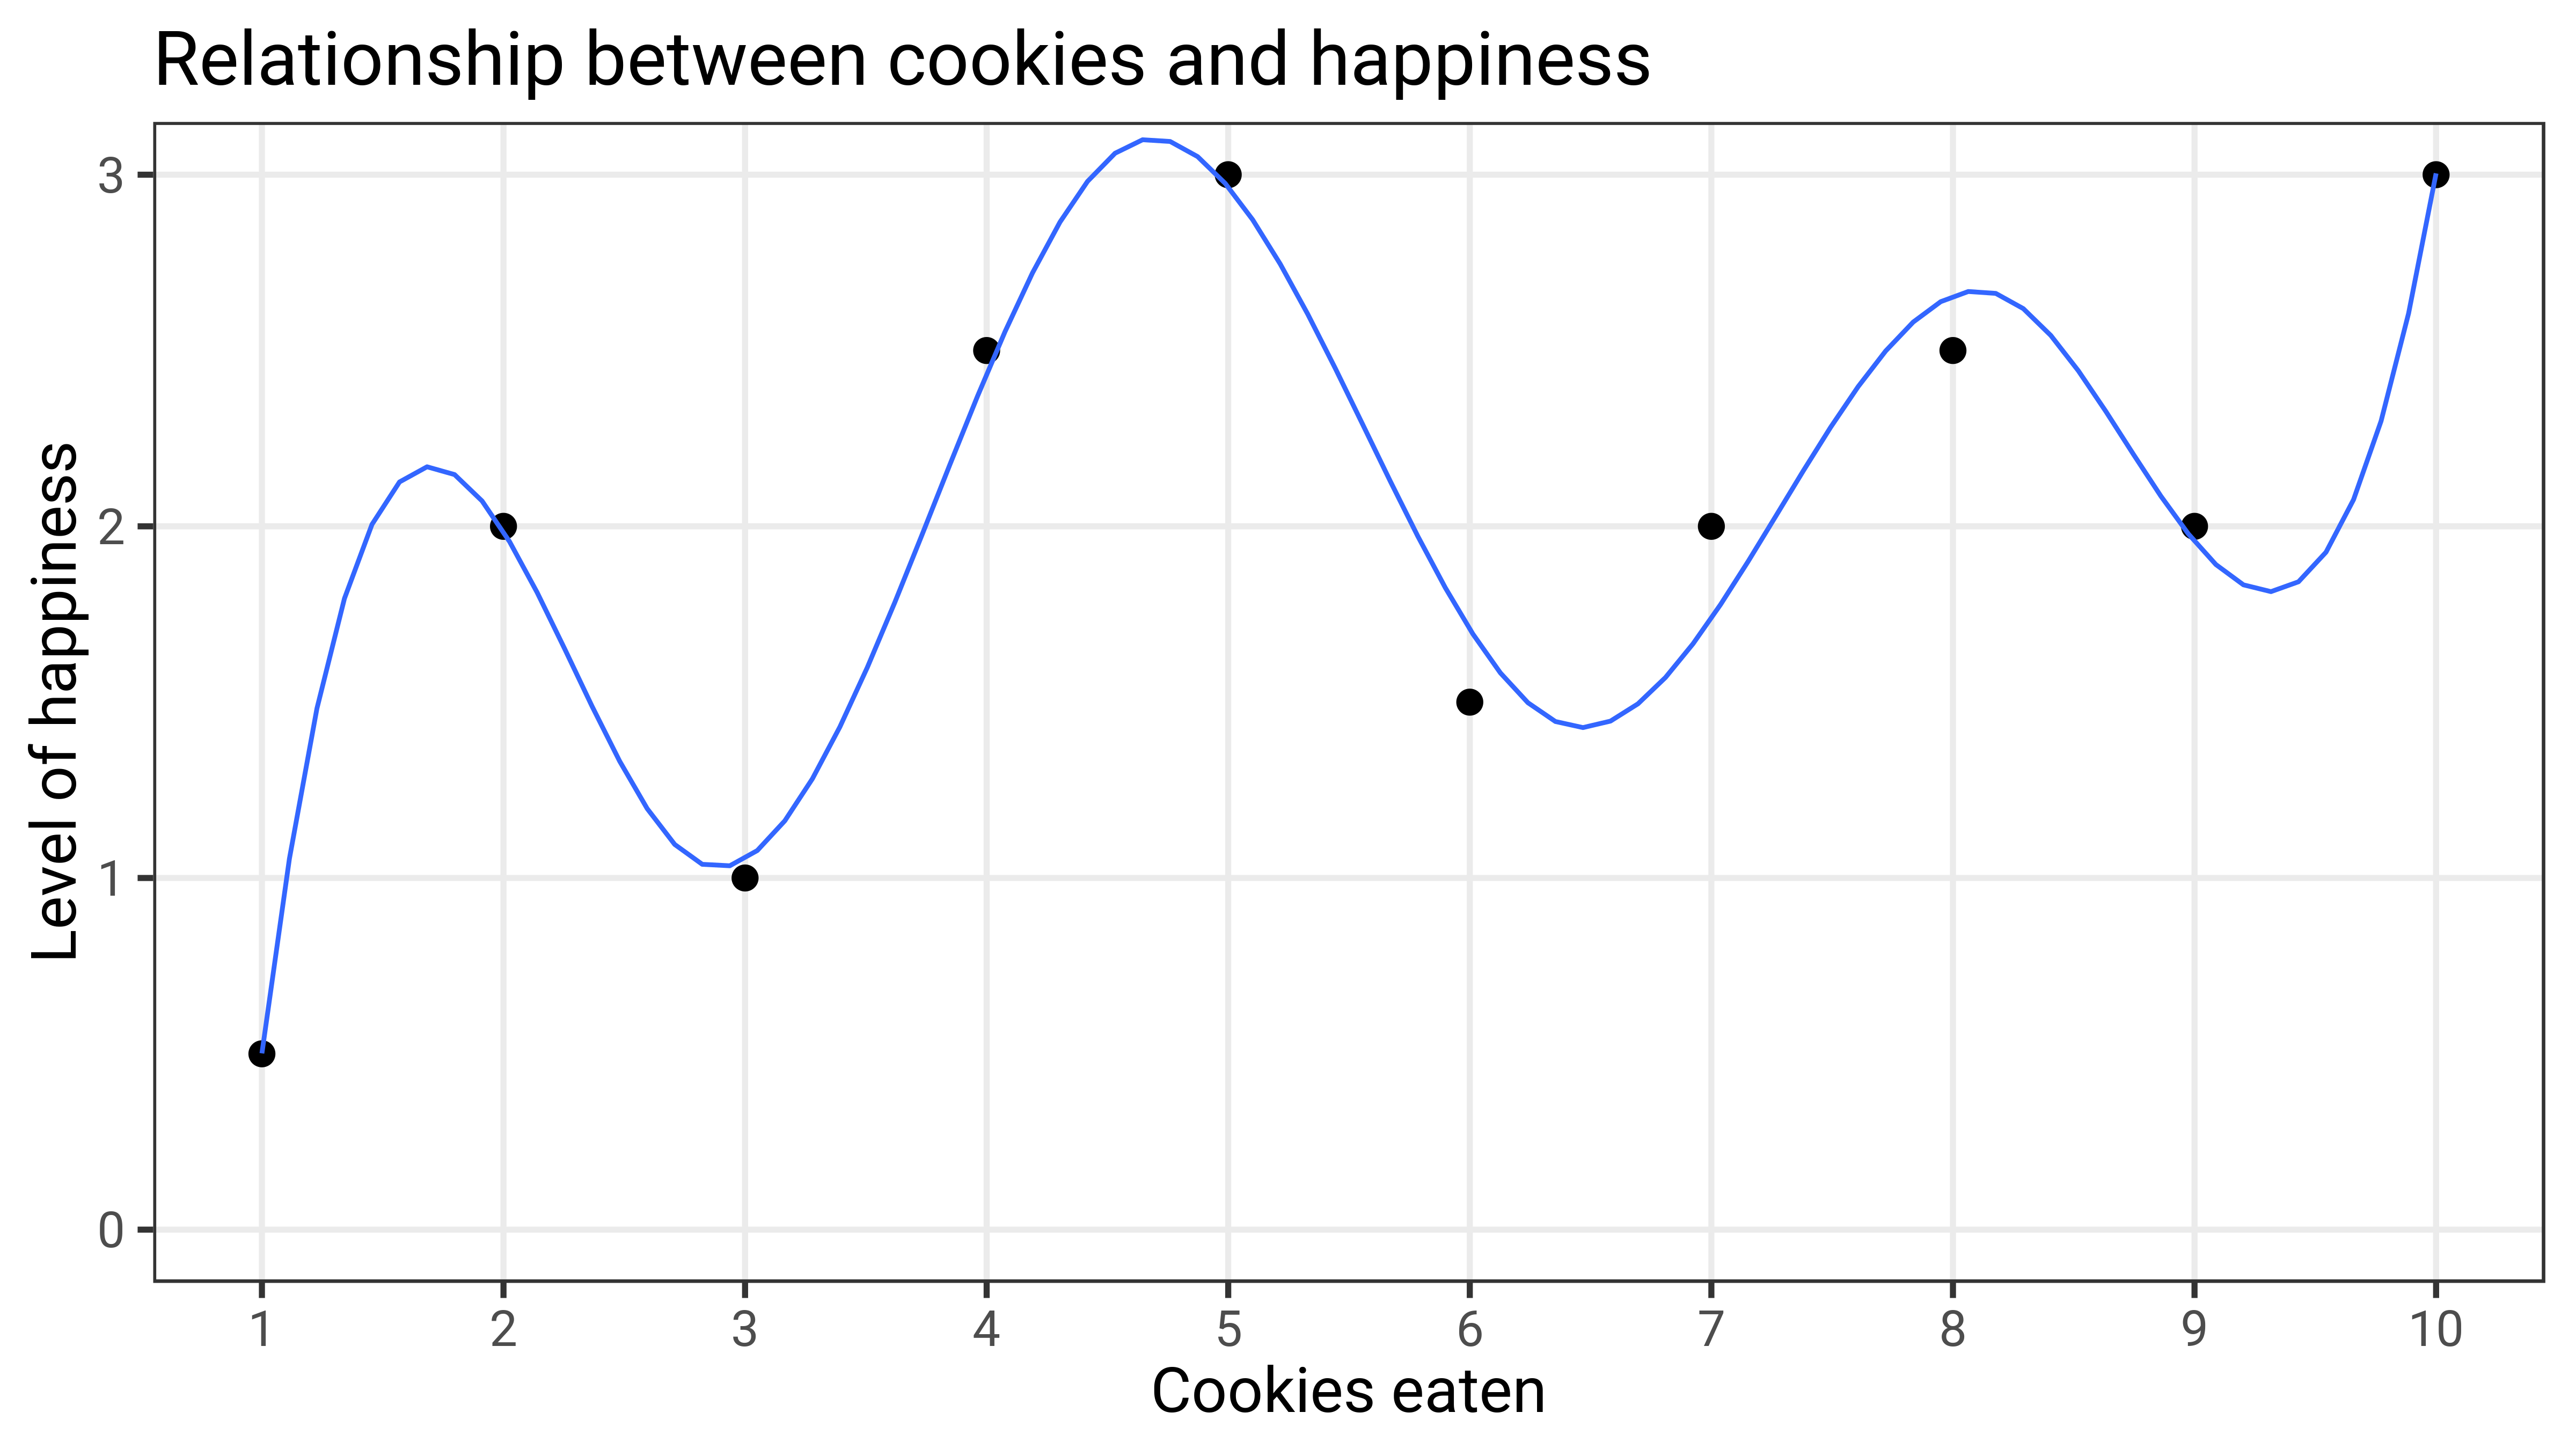 Relationship between cookies and happiness
Level of happiness
3
2
1
0
1 2 3 4 5 6 7 8 9 10
Cookies eaten